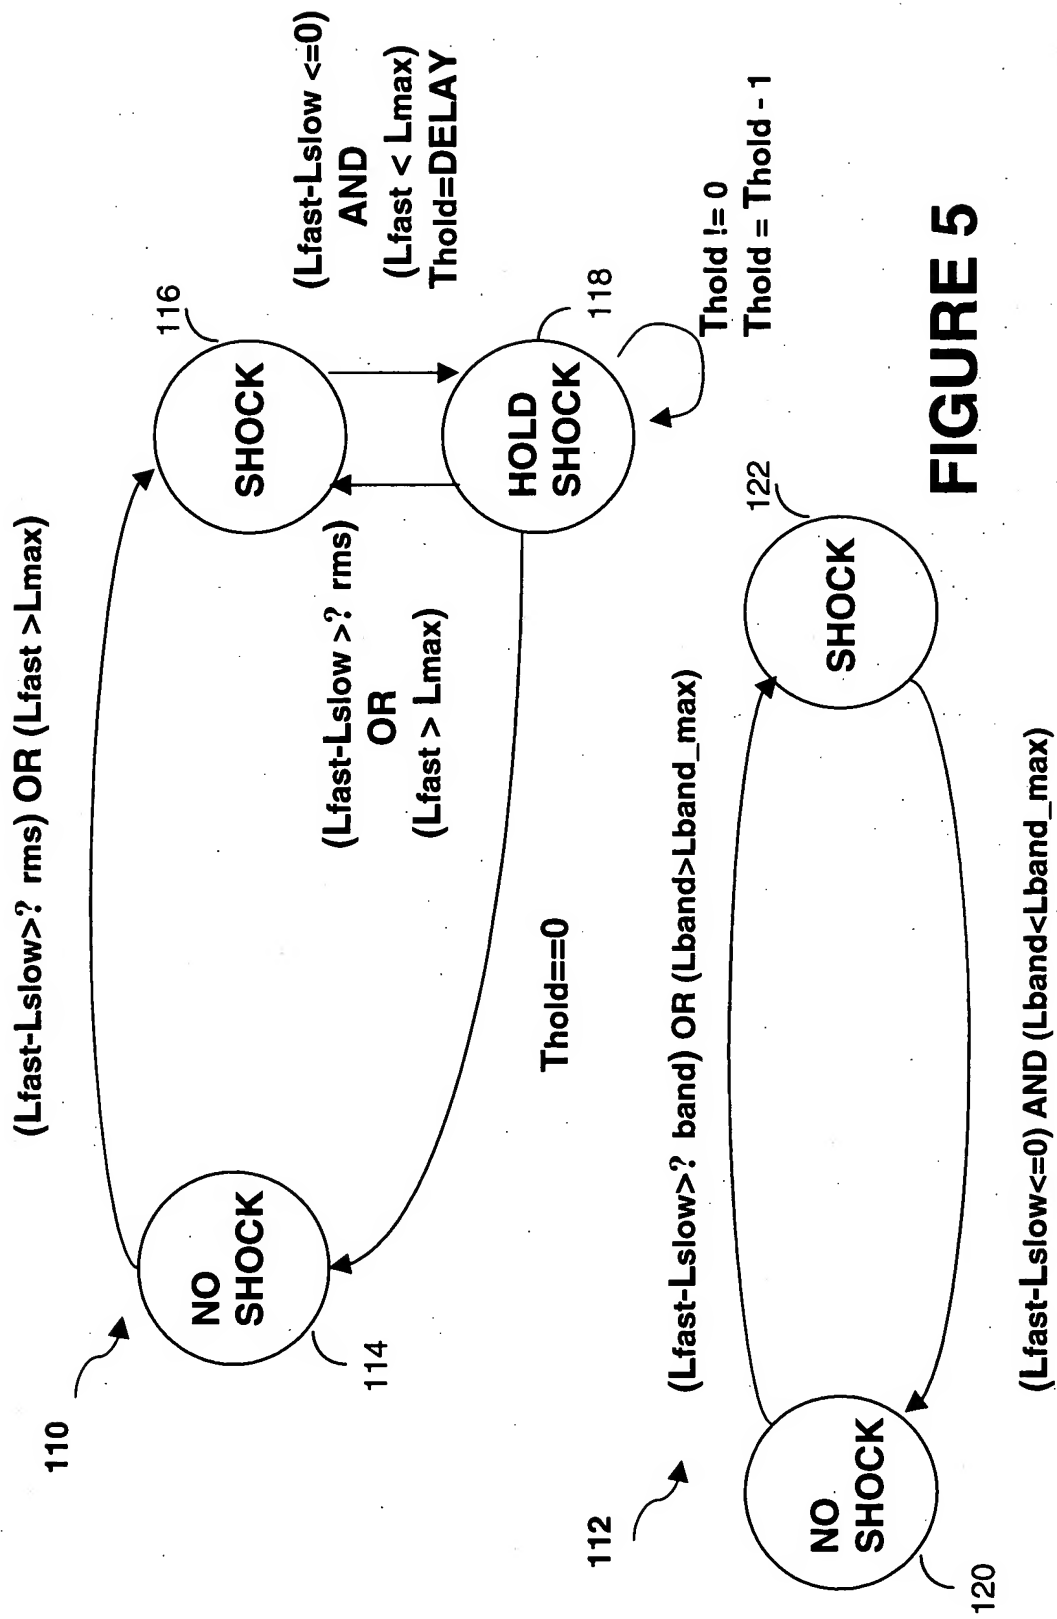 (Lfast-Lslow>? rms) OR (Lfast >Lmax)
110
NO
SHOCK
114
SHOCK
116
(Lfast-Lslow <=0)
AND
(Lfast < Lmax)
Thold=DELAY
(Lfast-Lslow >? rms)
OR
(Lfast > Lmax)
HOLD
SHOCK
118
Thold==0
Thold != 0
Thold = Thold - 1
(Lfast-Lslow>? band) OR (Lband>Lband_max)
112
NO
SHOCK
120
SHOCK
122
(Lfast-Lslow<=0) AND (Lband<Lband_max)
FIGURE 5